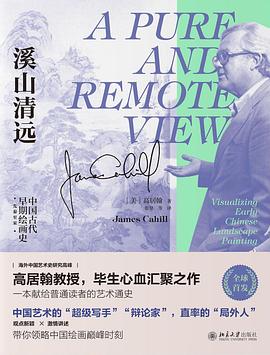 A PURE
AND
REMOTE
VIEW
溪山清远
中国古代
早期绘画史
James Cahill
[美] 高居翰 著
张坚 等 译
James Cahill
Visualizing
Early Chinese
Landscape
Painting
海外中国艺术史研究高峰
高居翰教授，毕生心血汇聚之作
一本献给普通读者的艺术通史
全球
首发
中国艺术的“超级写手”“辩论家”，直率的“局外人”
观点新颖 × 激情讲述
带你领略中国绘画巅峰时刻
北京大学出版社